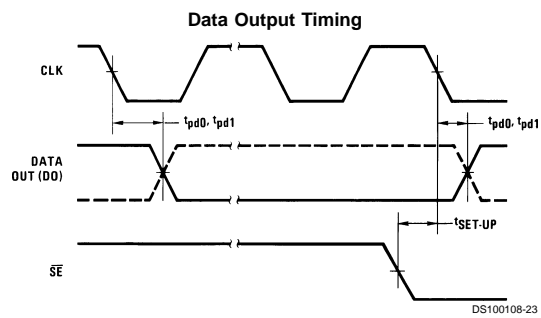 Data Output Timing
CLK
tpd0, tpd1
tpd0, tpd1
DATA
OUT (DO)
tSET-UP
SE
DS100108-23